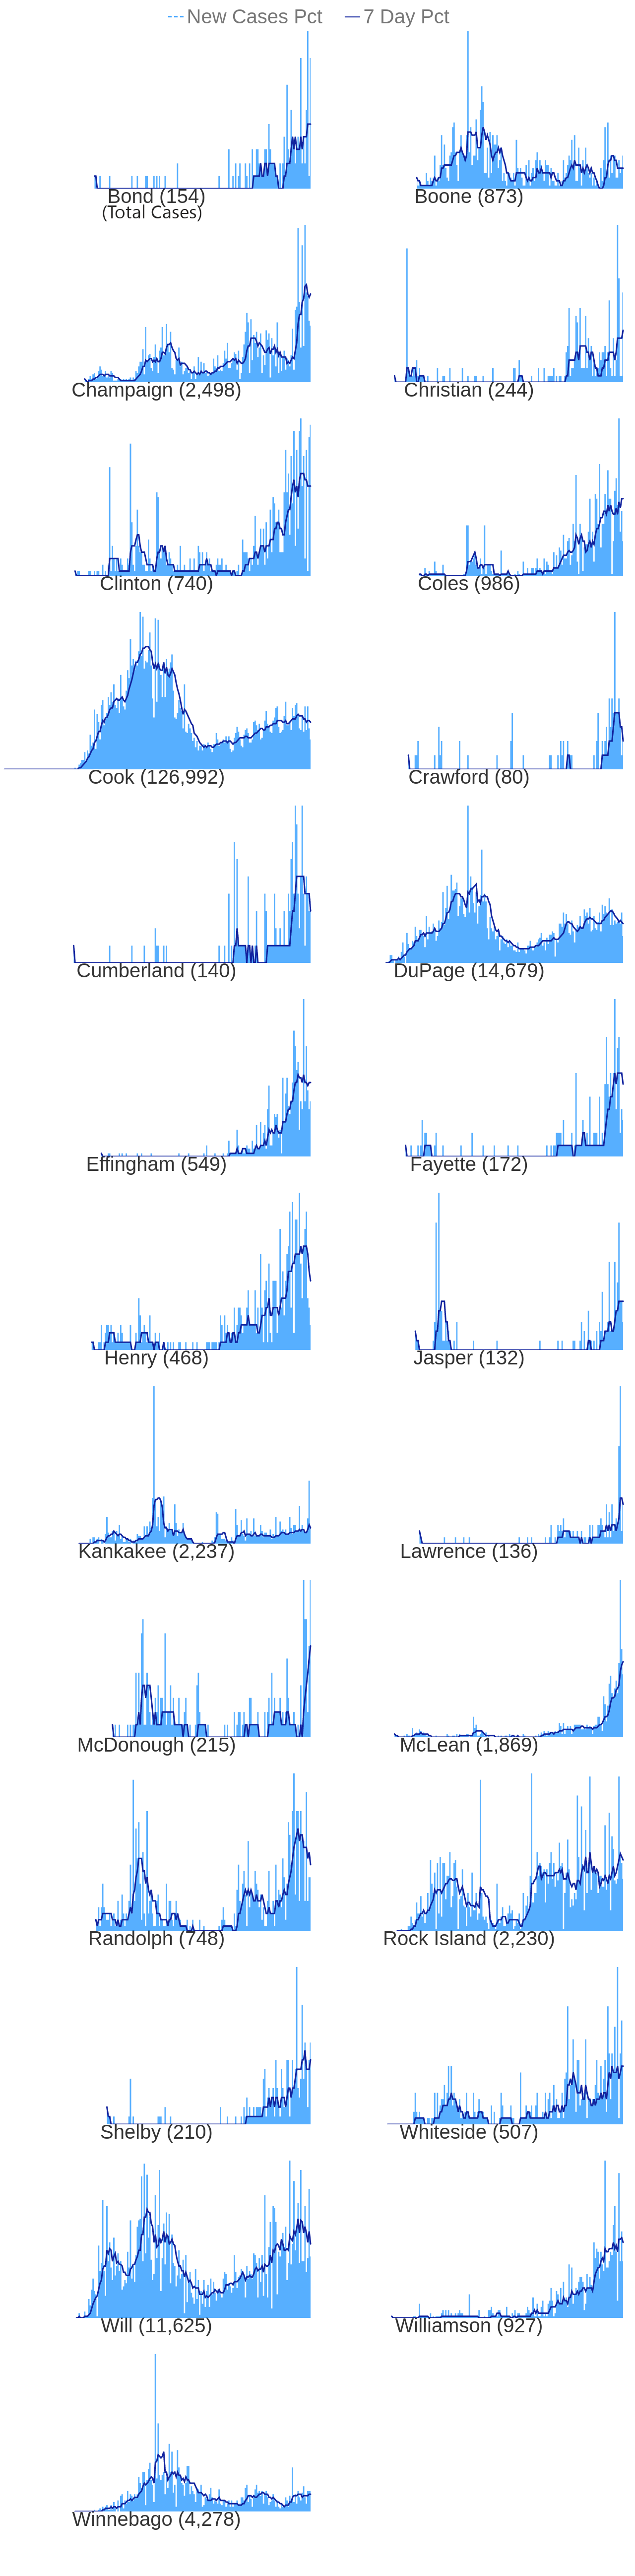 New Cases Pct 7 Day Pct
Bond (154) Boone (873)
(Total Cases)
Champaign (2,498) Christian (244)
Clinton (740) Coles (986)
Cook (126,992) Crawford (80)
Cumberland (140) DuPage (14,679)
Effingham (549) Fayette (172)
Henry (468) Jasper (132)
Kankakee (2,237) Lawrence (136)
McDonough (215) McLean (1,869)
Randolph (748) Rock Island (2,230)
Shelby (210) Whiteside (507)
Will (11,625) Williamson (927)
Winnebago (4,278)